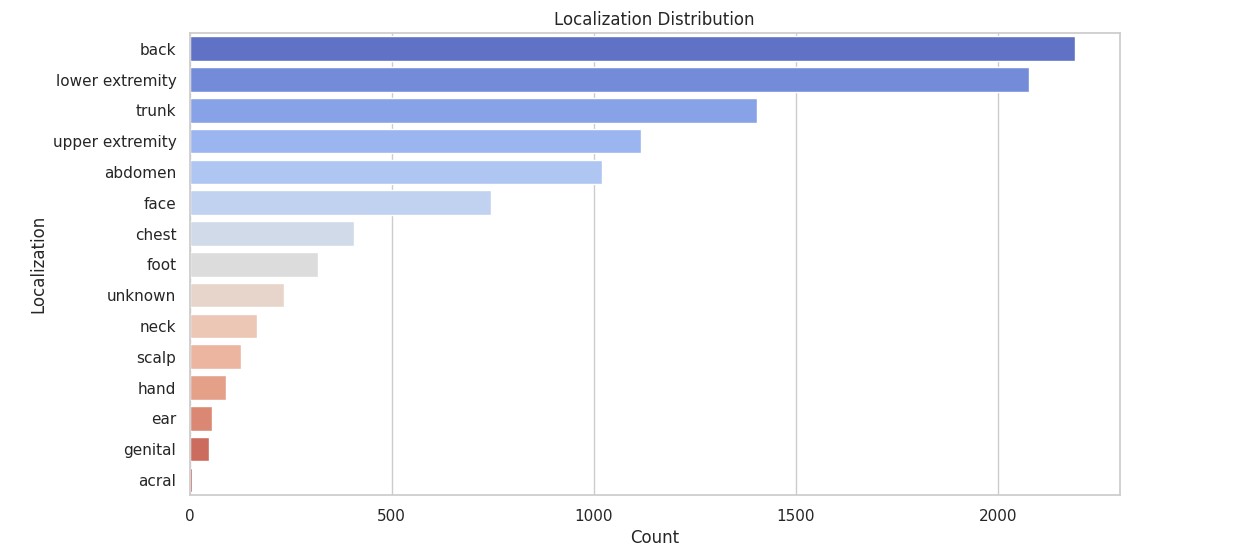 Localization Distribution
back
lower extremity
trunk
upper extremity
abdomen
face
chest
foot
unknown
neck
scalp
hand
ear
genital
acral
Localization
0 500 1000 1500 2000
Count